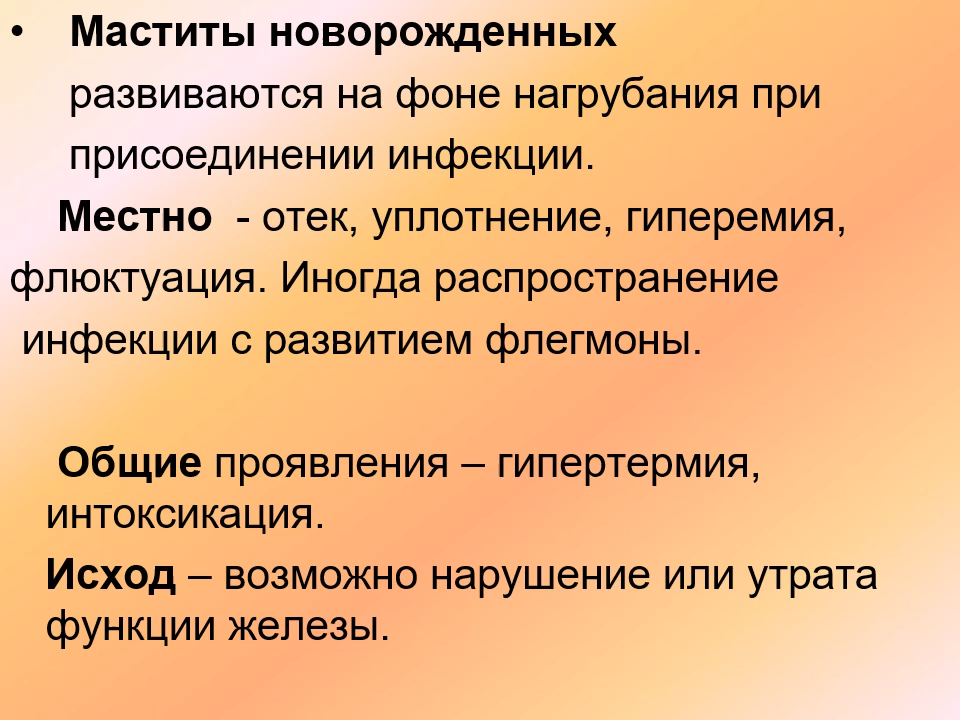 • Маститы новорожденных
развиваются на фоне нагрубания при
присоединении инфекции.
Местно - отек, уплотнение, гиперемия,
флюктуация. Иногда распространение
инфекции с развитием флегмоны.
Общие проявления – гипертермия,
интоксикация.
Исход – возможно нарушение или утрата
функции железы.